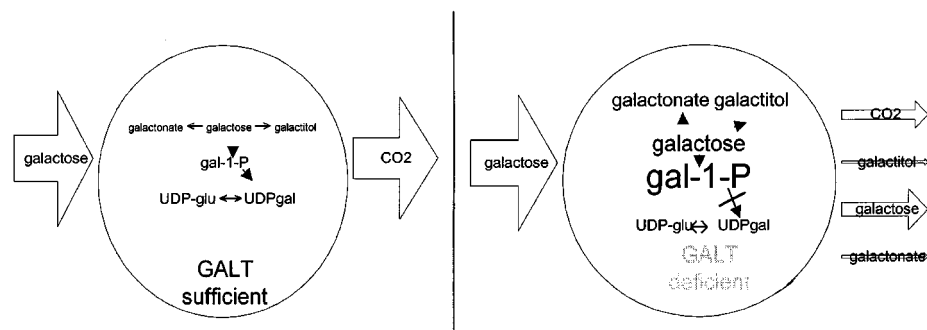 galactose
galactonate ← galactose → galactitol
gal-1-P
UDP-glu ↔ UDPgal
GALT
sufficient
CO2
galactose
galactonate galactitol
galactose
gal-1-P
UDP-glu ↔ UDPgal
GALT
deficient
CO2
galactitol
galactose
galactonate